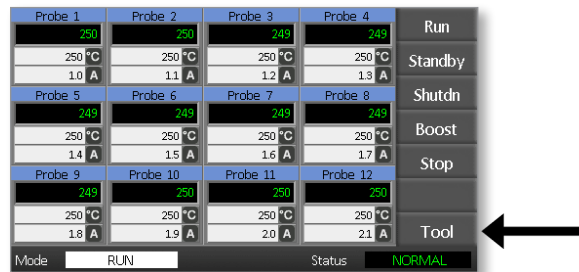 Probe 1 Probe 2 Probe 3 Probe 4 Run
250 250 249 249
250 °C 250 °C 250 °C 250 °C Standby
1.0 A 1.1 A 1.2 A 1.3 A
Probe 5 Probe 6 Probe 7 Probe 8 Shutdn
249 249 249 249
250 °C 250 °C 250 °C 250 °C Boost
1.4 A 1.5 A 1.6 A 1.7 A Stop
Probe 9 Probe 10 Probe 11 Probe 12
249 250 250 250
250 °C 250 °C 250 °C 250 °C
1.8 A 1.9 A 2.0 A 2.1 A Tool
Mode RUN Status NORMAL